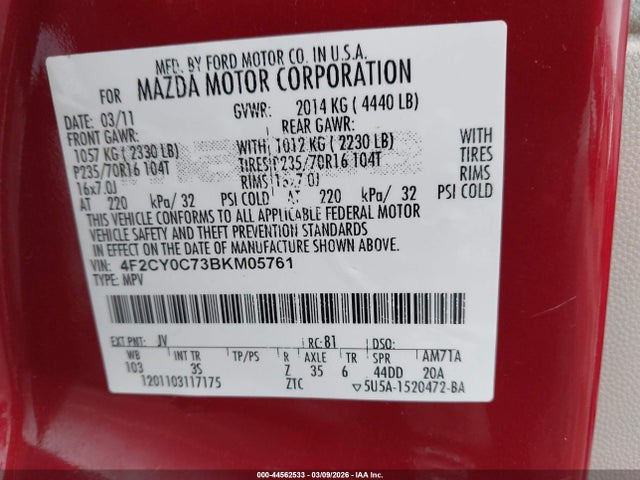 MFD. BY FORD MOTOR CO. IN U.S.A.
FOR MAZDA MOTOR CORPORATION
DATE: 03/11 GVWR: 2014 KG ( 4440 LB)
FRONT GAWR: REAR GAWR:
1057 KG ( 2330 LB) WITH 1012 KG ( 2230 LB) WITH
P235/70R16 104T TIRES P235/70R16 104T TIRES
16x7.0J RIMS 16x7.0J RIMS
AT 220 kPa/ 32 PSI COLD AT 220 kPa/ 32 PSI COLD
THIS VEHICLE CONFORMS TO ALL APPLICABLE FEDERAL MOTOR
VEHICLE SAFETY AND THEFT PREVENTION STANDARDS
IN EFFECT ON THE DATE OF MANUFACTURE SHOWN ABOVE.
VIN: 4F2CY0C73BKM05761
TYPE: MPV
EXT PNT: JV RC: 81 DSO:
WB INT TR TP/PS R AXLE TR SPR AM71A
103 3S Z 35 6 44DD 20A
1201103117175 ZTC ▽5U5A-1520472-BA
000-44562533 - 03/09/2026 - IAA Inc.